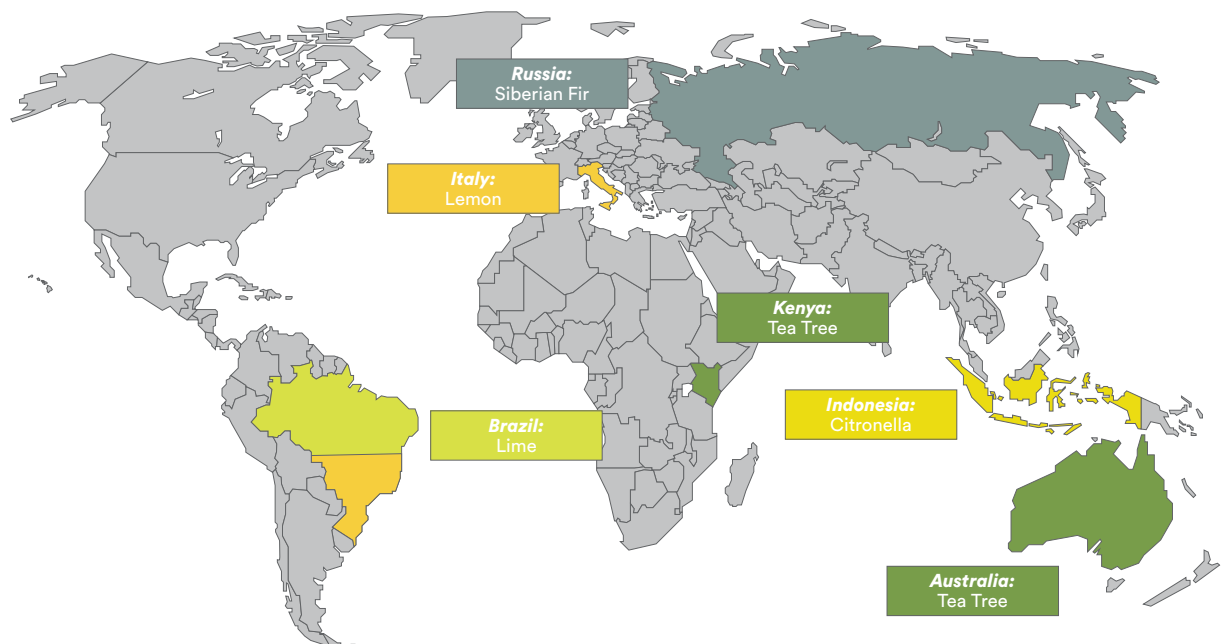 Russia:
Siberian Fir
Italy:
Lemon
Kenya:
Tea Tree
Indonesia:
Citronella
Brazil:
Lime
Australia:
Tea Tree